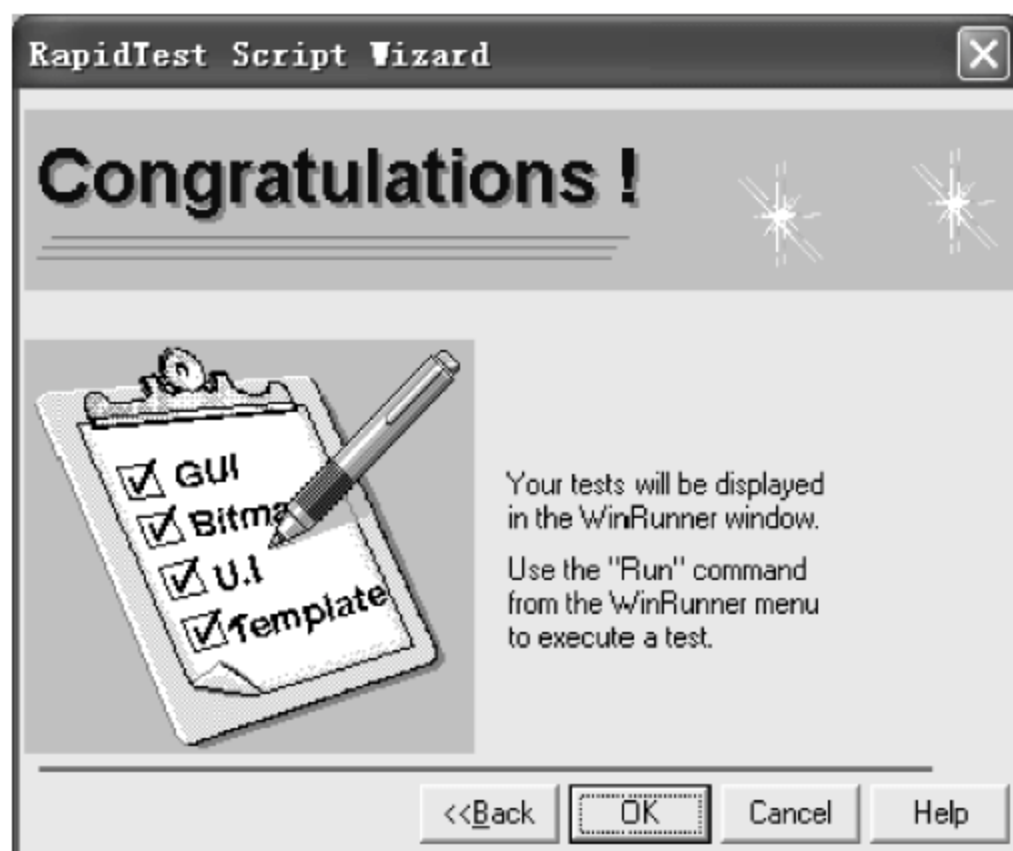 RapidTest Script Wizard
Congratulations !
GUI
Bitma
U.I
Template
Your tests will be displayed
in the WinRunner window.
Use the "Run" command
from the WinRunner menu
to execute a test.
<<Back
OK
Cancel
Help